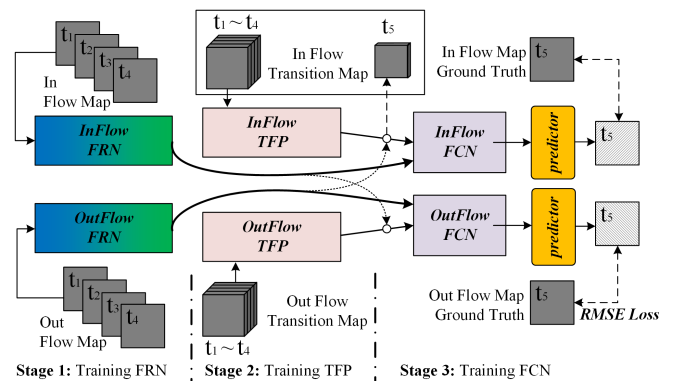 t1
t2
t3
t4
In
Flow Map
t1 ~ t4
In Flow
Transition Map
t5
In Flow Map
Ground Truth
t5
InFlow
FRN
InFlow
TFP
InFlow
FCN
predictor
t5
OutFlow
FRN
OutFlow
TFP
OutFlow
FCN
predictor
t5
t1
t2
t3
t4
Out
Flow Map
t1 ~ t4
Out Flow
Transition Map
Out Flow Map
Ground Truth
t5
RMSE Loss
Stage 1: Training FRN
Stage 2: Training TFP
Stage 3: Training FCN